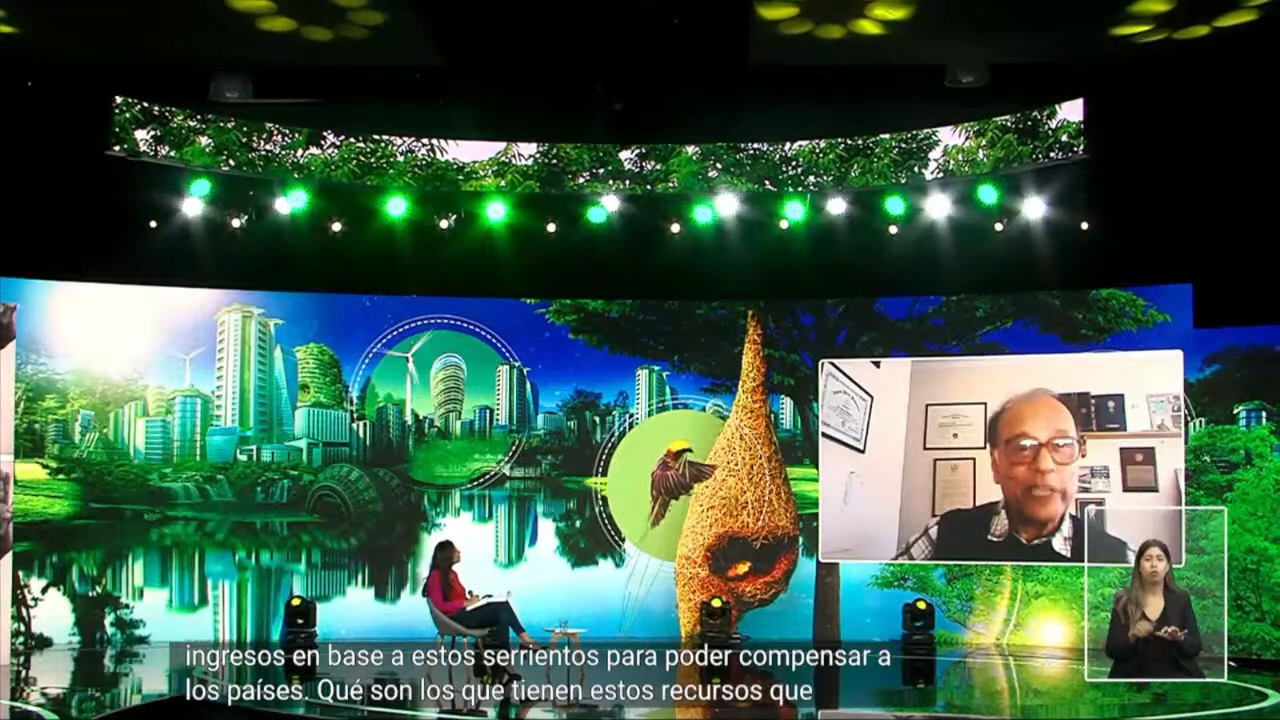 ingresos en base a estos serrientos para poder compensar a
los países. Qué son los que tienen estos recursos que